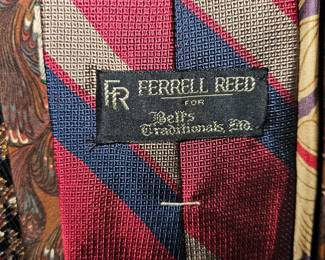 FR FERRELL REED
FOR
Bell's
Traditionals, Ltd.